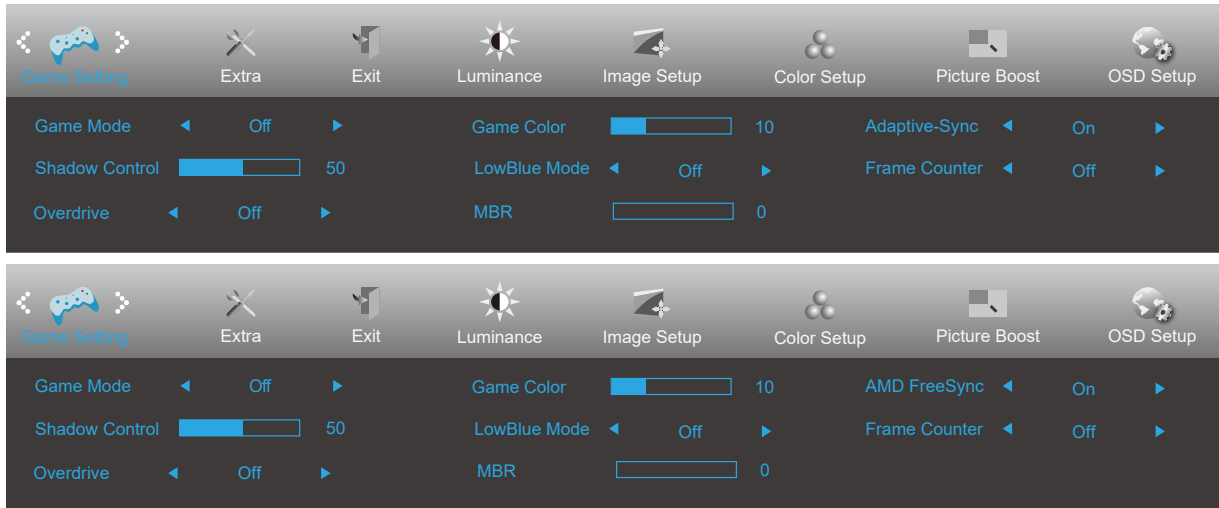 Game Setting Extra Exit Luminance Image Setup Color Setup Picture Boost OSD Setup
Game Mode Off Game Color 10 Adaptive-Sync On
Shadow Control 50 LowBlue Mode Off Frame Counter Off
Overdrive Off MBR 0
Game Setting Extra Exit Luminance Image Setup Color Setup Picture Boost OSD Setup
Game Mode Off Game Color 10 AMD FreeSync On
Shadow Control 50 LowBlue Mode Off Frame Counter Off
Overdrive Off MBR 0